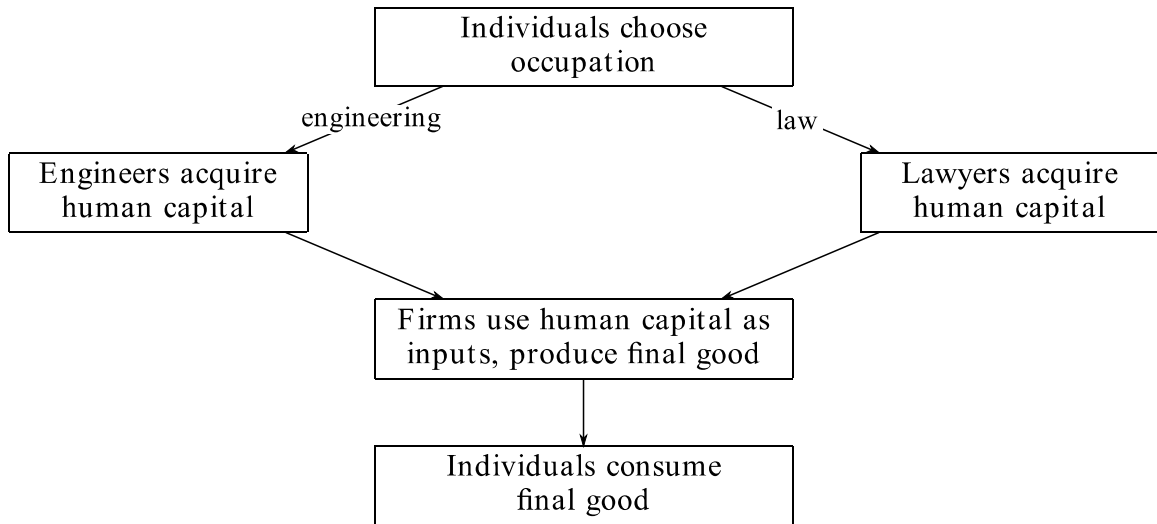 Individuals choose
occupation
engineering
law
Engineers acquire
human capital
Lawyers acquire
human capital
Firms use human capital as
inputs, produce final good
Individuals consume
final good